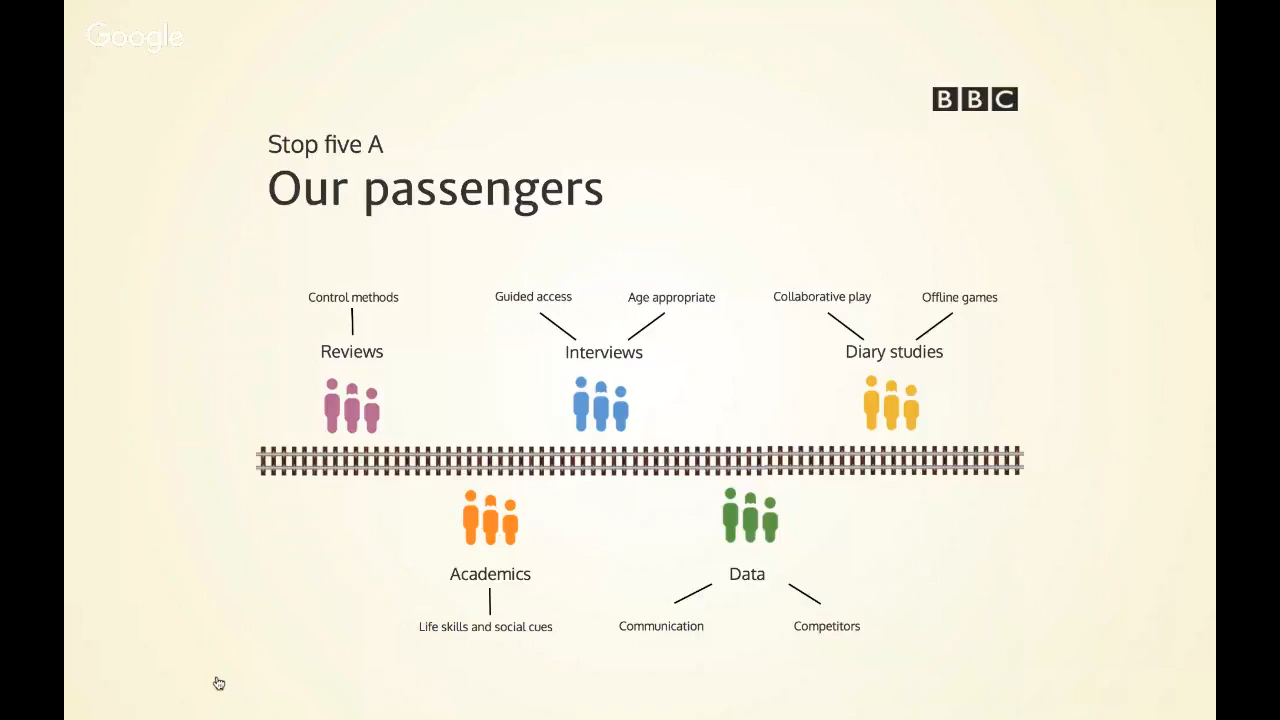 Google
BBC
Stop five A
Our passengers
Control methods
Guided access
Age appropriate
Collaborative play
Offline games
Reviews
Interviews
Diary studies
Academics
Data
Life skills and social cues
Communication
Competitors